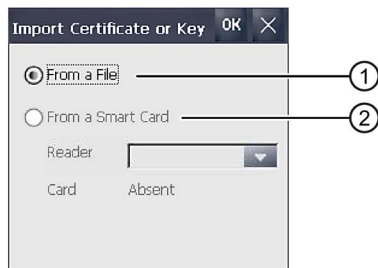 Import Certificate or Key OK
From a File
1
From a Smart Card
2
Reader
Card Absent